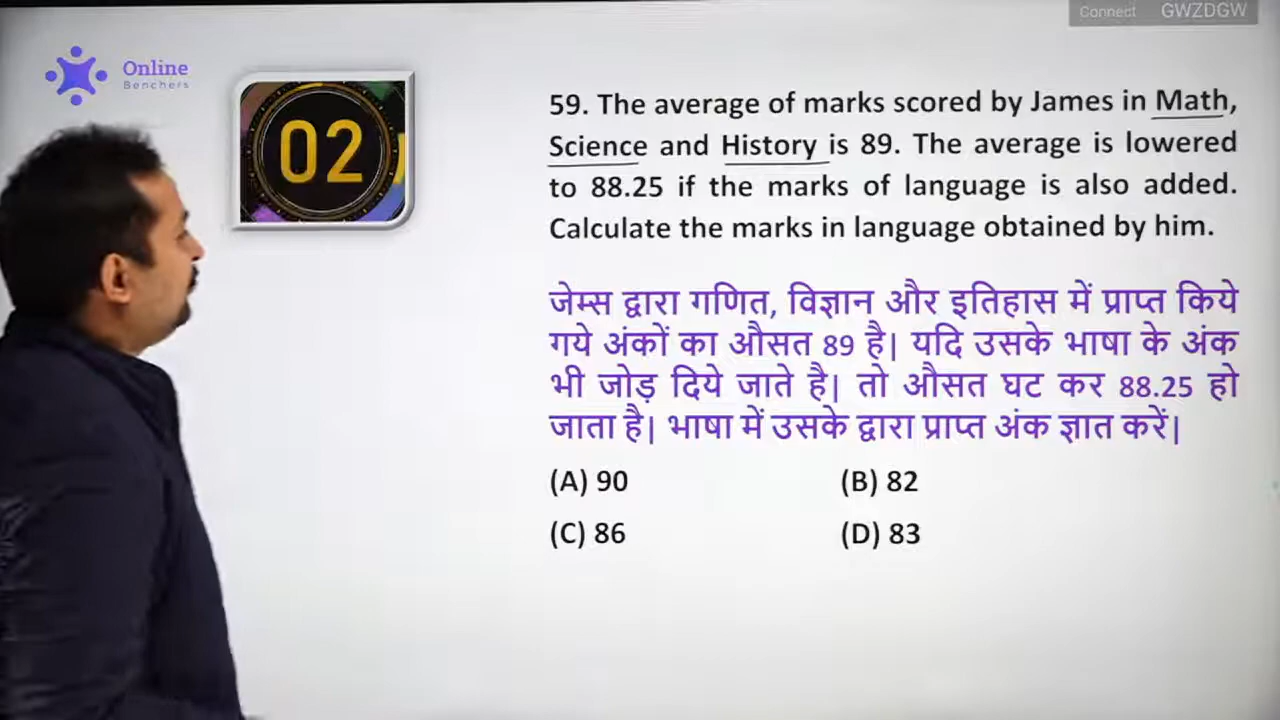 Connect GWZDGW
Online
Benchers
02
59. The average of marks scored by James in Math,
Science and History is 89. The average is lowered
to 88.25 if the marks of language is also added.
Calculate the marks in language obtained by him.
जेम्स द्वारा गणित, विज्ञान और इतिहास में प्राप्त किये
गये अंकों का औसत 89 है। यदि उसके भाषा के अंक
भी जोड़ दिये जाते है। तो औसत घट कर 88.25 हो
जाता है। भाषा में उसके द्वारा प्राप्त अंक ज्ञात करें।
(A) 90 (B) 82
(C) 86 (D) 83